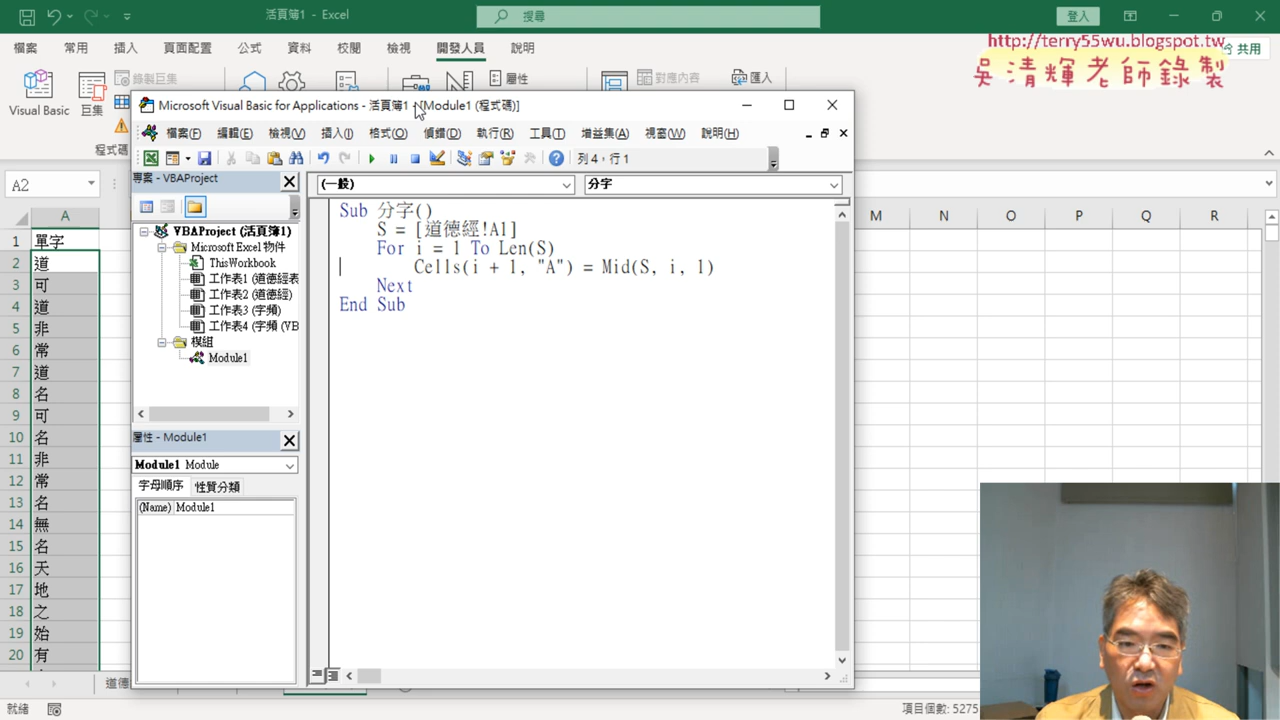 活頁簿1 - Excel
搜尋
登入
檔案 常用 插入 頁面配置 公式 資料 校閱 檢視 開發人員 說明
http://terry55wu.blogspot.tw
共用
吳清輝老師錄製
Visual Basic
巨集
錄製巨集
屬性
對應內容
匯入
程式碼
Microsoft Visual Basic for Applications - 活頁簿1 - [Module1 (程式碼)]
檔案(F) 編輯(E) 檢視(V) 插入(I) 格式(O) 偵錯(D) 執行(R) 工具(T) 增益集(A) 視窗(W) 說明(H)
列 4，行 1
A2
專案 - VBAProject
(一般)
分字
VBAProject (活頁簿1)
Microsoft Excel 物件
ThisWorkbook
工作表1 (道德經表
工作表2 (道德經)
工作表3 (字頻)
工作表4 (字頻 (VB
模組
Module1
Sub 分字()
S = [道德經!A1]
For i = 1 To Len(S)
Cells(i + 1, "A") = Mid(S, i, 1)
Next
End Sub
屬性 - Module1
Module1 Module
字母順序 性質分類
(Name) Module1
A
M N O P Q R
1 單字
2 道
3 可
4 道
5 非
6 常
7 道
8 名
9 可
10 名
11 非
12 常
13 名
14 無
15 名
16 天
17 地
18 之
19 始
20 有
道德
就緒
項目個數: 5275